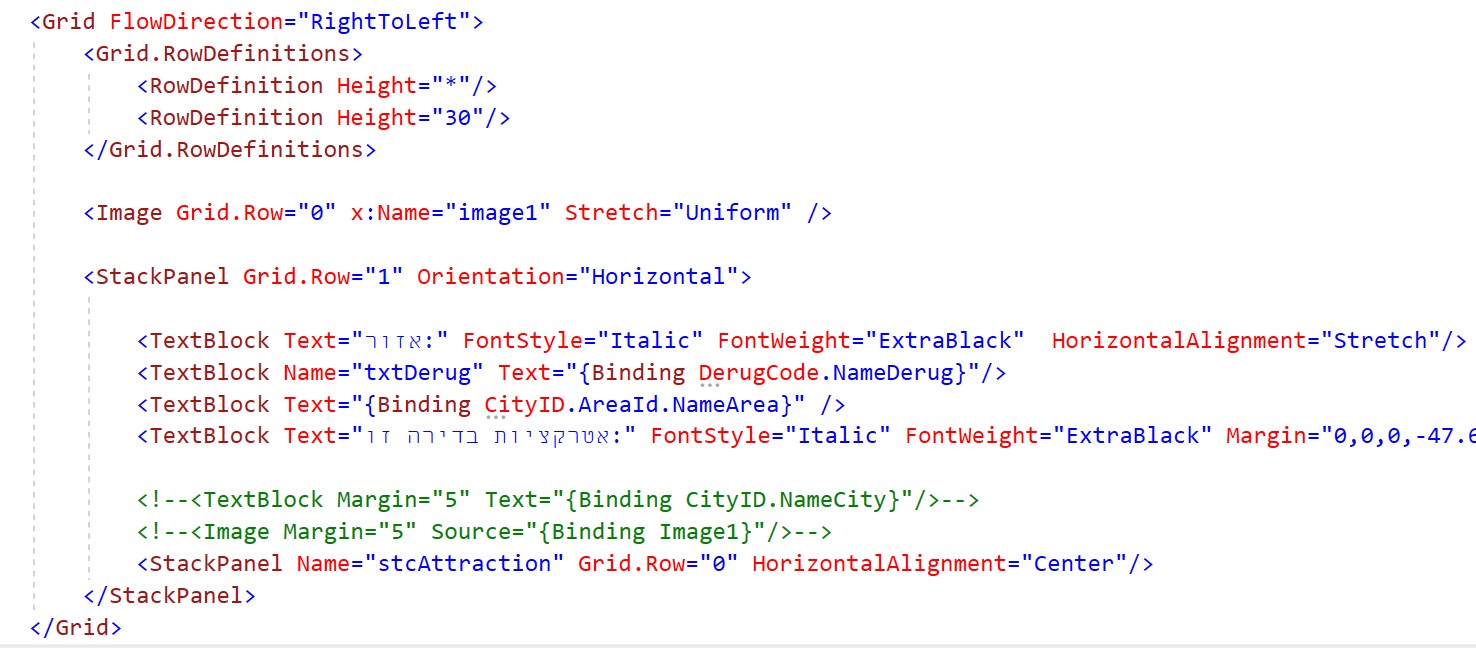 <Grid FlowDirection="RightToLeft">
<Grid.RowDefinitions>
<RowDefinition Height="*"/>
<RowDefinition Height="30"/>
</Grid.RowDefinitions>
<Image Grid.Row="0" x:Name="image1" Stretch="Uniform" />
<StackPanel Grid.Row="1" Orientation="Horizontal">
<TextBlock Text="אזור:" FontStyle="Italic" FontWeight="ExtraBlack"  HorizontalAlignment="Stretch"/>
<TextBlock Name="txtDerug" Text="{Binding DerugCode.NameDerug}"/>
<TextBlock Text="{Binding CityID.AreaId.NameArea}" />
<TextBlock Text="אטרקציות בדירה זו:" FontStyle="Italic" FontWeight="ExtraBlack" Margin="0,0,0,-47.6
<!--<TextBlock Margin="5" Text="{Binding CityID.NameCity}"/>-->
<!--<Image Margin="5" Source="{Binding Image1}"/>-->
<StackPanel Name="stcAttraction" Grid.Row="0" HorizontalAlignment="Center"/>
</StackPanel>
</Grid>